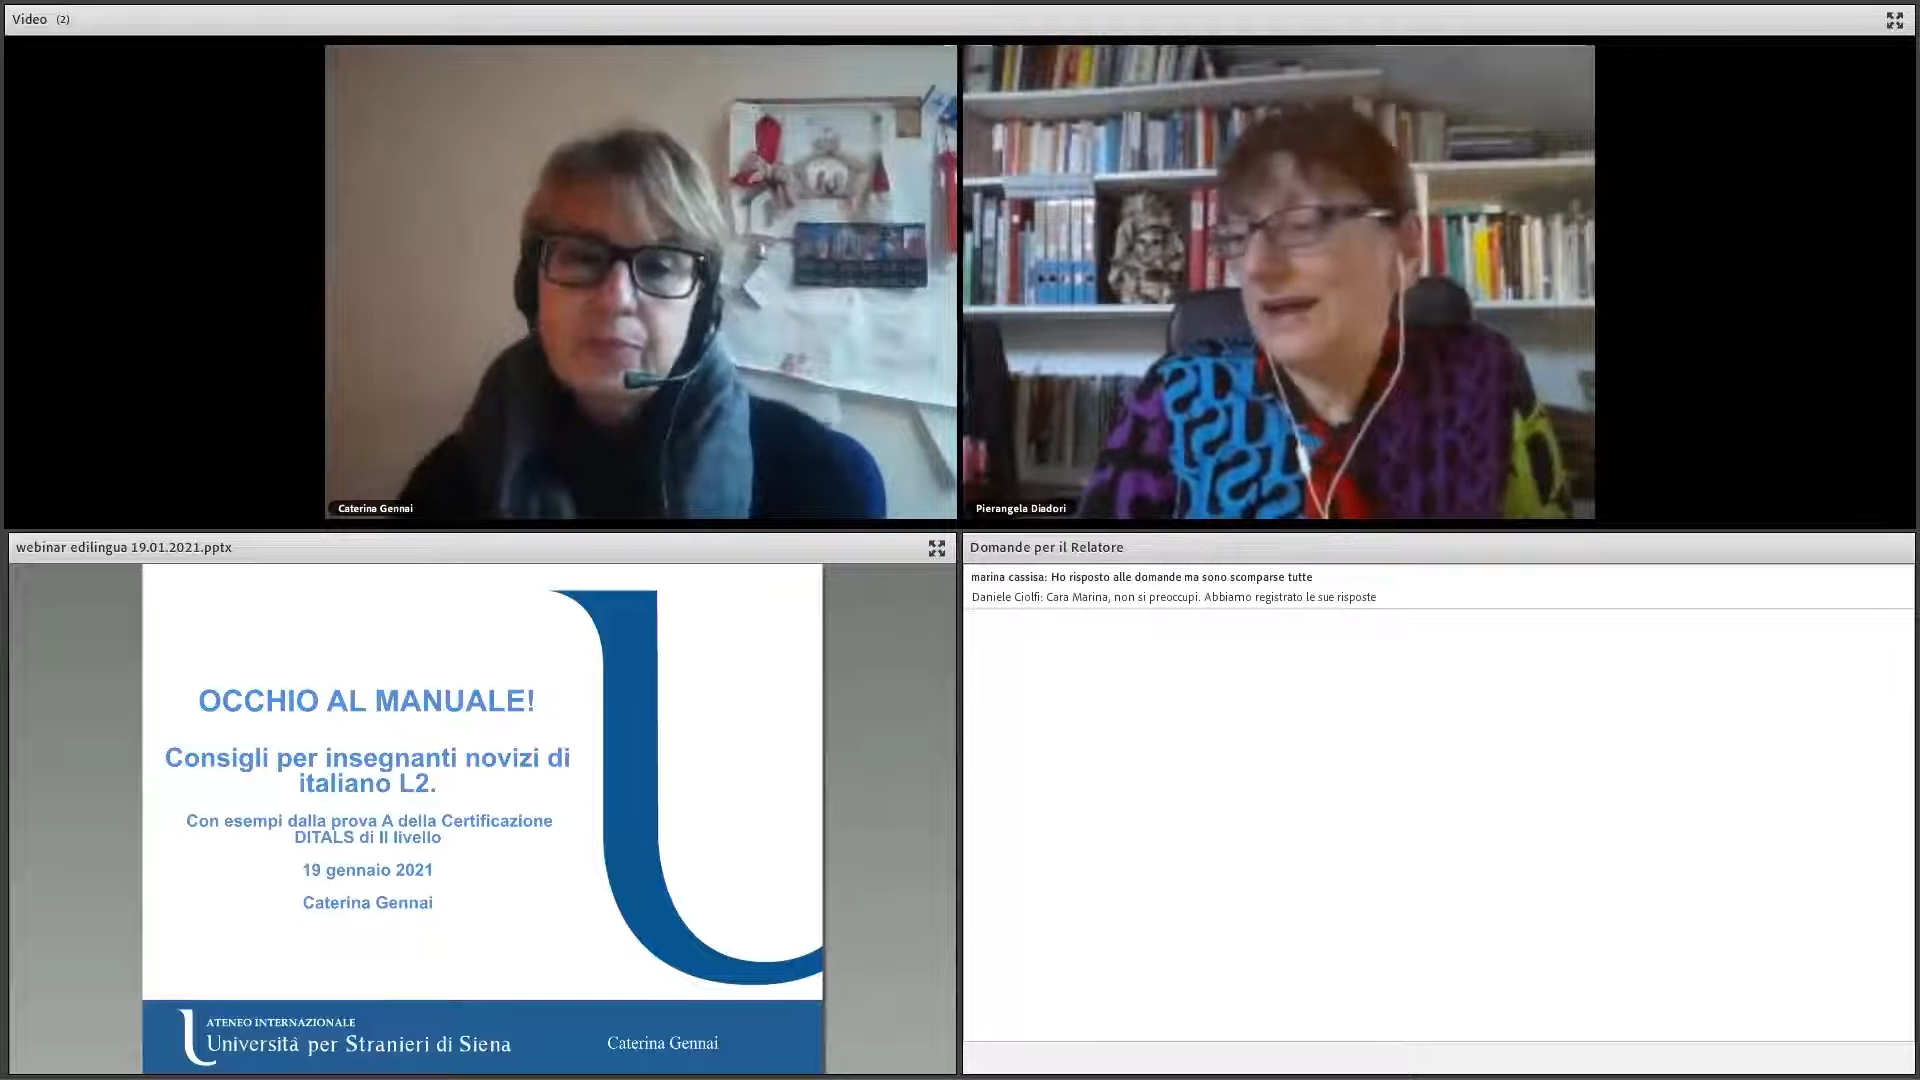 Video (2)
Caterina Gennai
Pierangela Diadori
webinar edilingua 19.01.2021.pptx
OCCHIO AL MANUALE!
Consigli per insegnanti novizi di
italiano L2.
Con esempi dalla prova A della Certificazione
DITALS di II livello
19 gennaio 2021
Caterina Gennai
ATENEO INTERNAZIONALE
Università per Stranieri di Siena
Caterina Gennai
Domande per il Relatore
marina cassisa: Ho risposto alle domande ma sono scomparse tutte
Daniele Ciolfi: Cara Marina, non si preoccupi. Abbiamo registrato le sue risposte